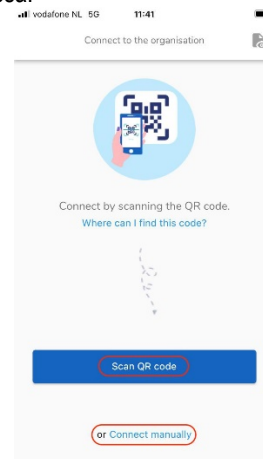 vodafone NL 5G 11:41
Connect to the organisation
Connect by scanning the QR code.
Where can I find this code?
Scan QR code
or Connect manually